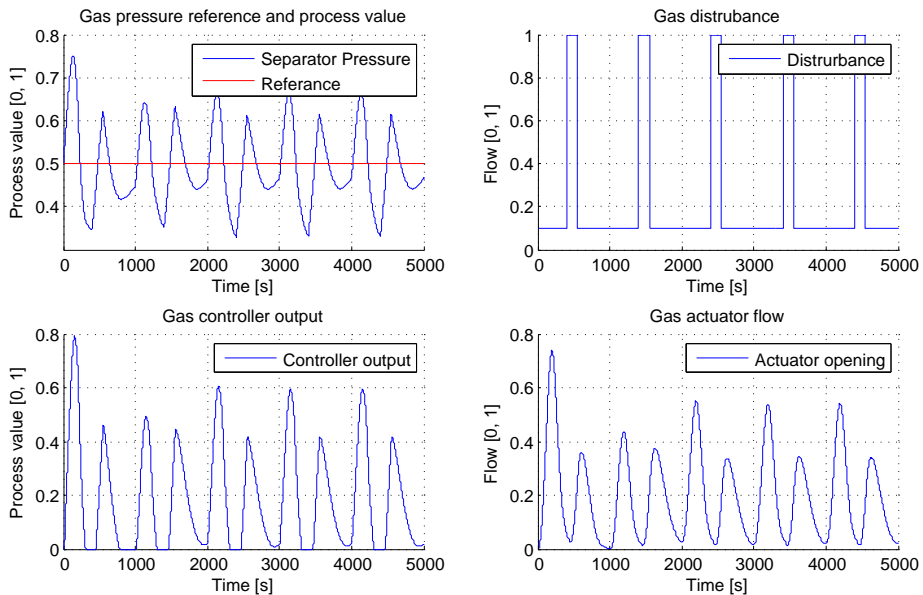 Gas pressure reference and process value
0.8
0.7
0.6
0.5
0.4
Process value [0, 1]
Separator Pressure
Referance
0 1000 2000 3000 4000 5000
Time [s]
Gas distrubance
1
0.8
0.6
0.4
0.2
0
Flow [0, 1]
Distrurbance
0 1000 2000 3000 4000 5000
Time [s]
Gas controller output
0.8
0.6
0.4
0.2
0
Process value [0, 1]
Controller output
0 1000 2000 3000 4000 5000
Time [s]
Gas actuator flow
0.8
0.6
0.4
0.2
0
Flow [0, 1]
Actuator opening
0 1000 2000 3000 4000 5000
Time [s]